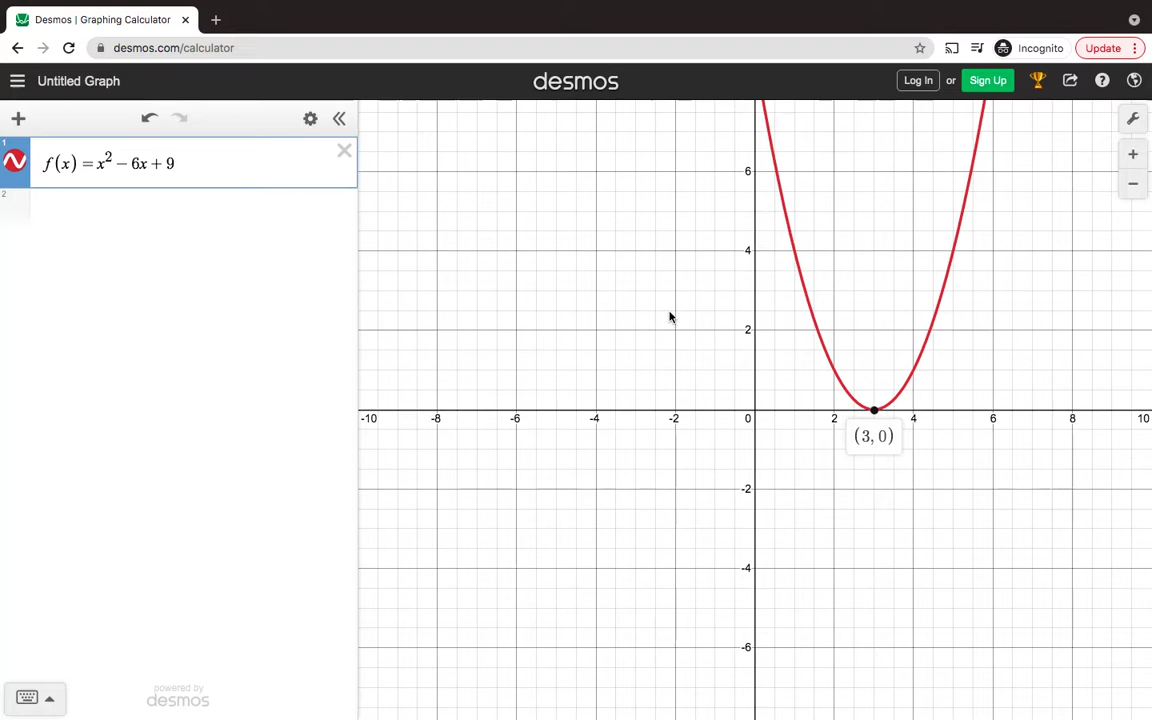 Desmos | Graphing Calculator
desmos.com/calculator
Incognito
Update
Untitled Graph
desmos
Log In or Sign Up
1
f(x) = x² − 6x + 9
2
powered by
desmos
6
4
2
-10 -8 -6 -4 -2 0 2 4 6 8 10
(3, 0)
-2
-4
-6